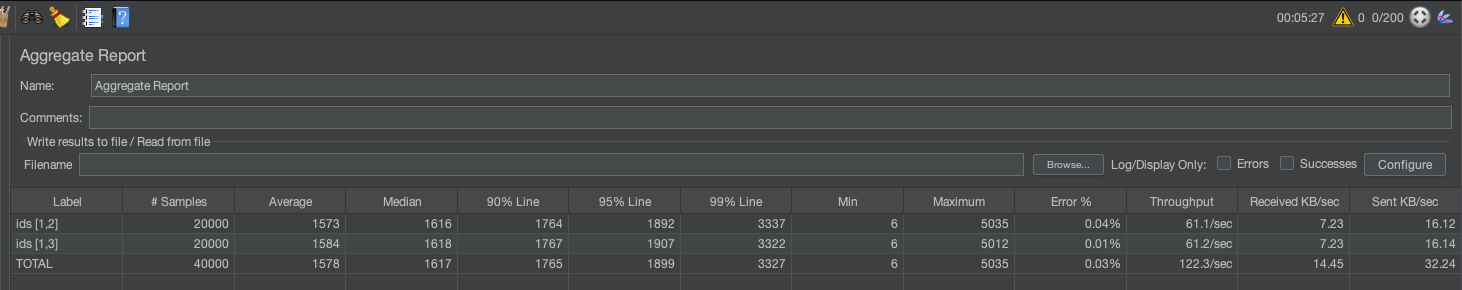 00:05:27 0 0/200
Aggregate Report
Name: Aggregate Report
Comments:
Write results to file / Read from file
Filename Browse... Log/Display Only: Errors Successes Configure
Label # Samples Average Median 90% Line 95% Line 99% Line Min Maximum Error % Throughput Received KB/sec Sent KB/sec
ids [1,2] 20000 1573 1616 1764 1892 3337 6 5035 0.04% 61.1/sec 7.23 16.12
ids [1,3] 20000 1584 1618 1767 1907 3322 6 5012 0.01% 61.2/sec 7.23 16.14
TOTAL 40000 1578 1617 1765 1899 3327 6 5035 0.03% 122.3/sec 14.45 32.24